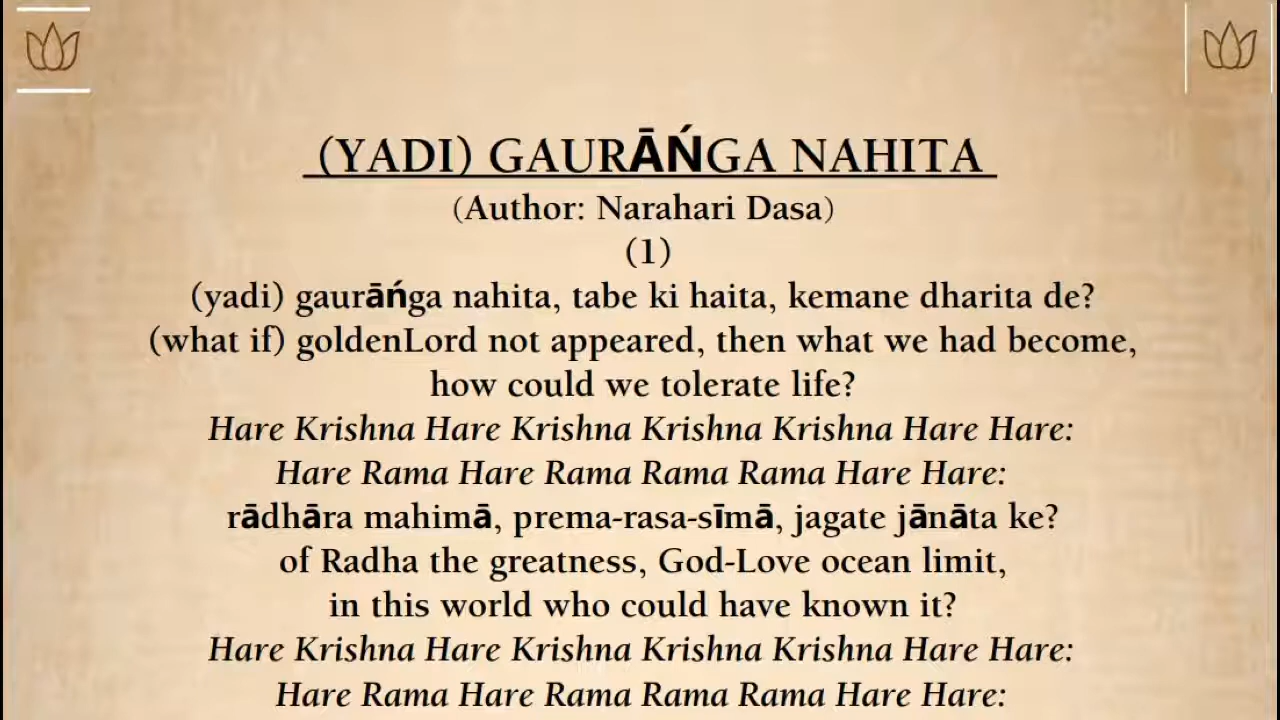 (YADI) GAURĀŃGA NAHITA
(Author: Narahari Dasa)
(1)
(yadi) gaurāńga nahita, tabe ki haita, kemane dharita de?
(what if) goldenLord not appeared, then what we had become,
how could we tolerate life?
Hare Krishna Hare Krishna Krishna Krishna Hare Hare:
Hare Rama Hare Rama Rama Rama Hare Hare:
rādhāra mahimā, prema-rasa-sīmā, jagate jānāta ke?
of Radha the greatness, God-Love ocean limit,
in this world who could have known it?
Hare Krishna Hare Krishna Krishna Krishna Hare Hare:
Hare Rama Hare Rama Rama Rama Hare Hare: